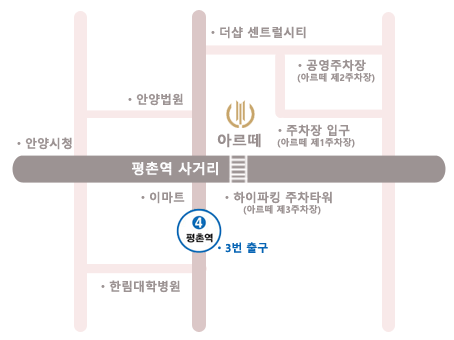 · 더샵 센트럴시티
· 공영주차장
(아르떼 제2주차장)
· 안양법원
· 주차장 입구
(아르떼 제1주차장)
아르떼
· 안양시청
평촌역 사거리
· 이마트
· 하이파킹 주차타워
(아르떼 제3주차장)
4
평촌역
· 3번 출구
· 한림대학병원